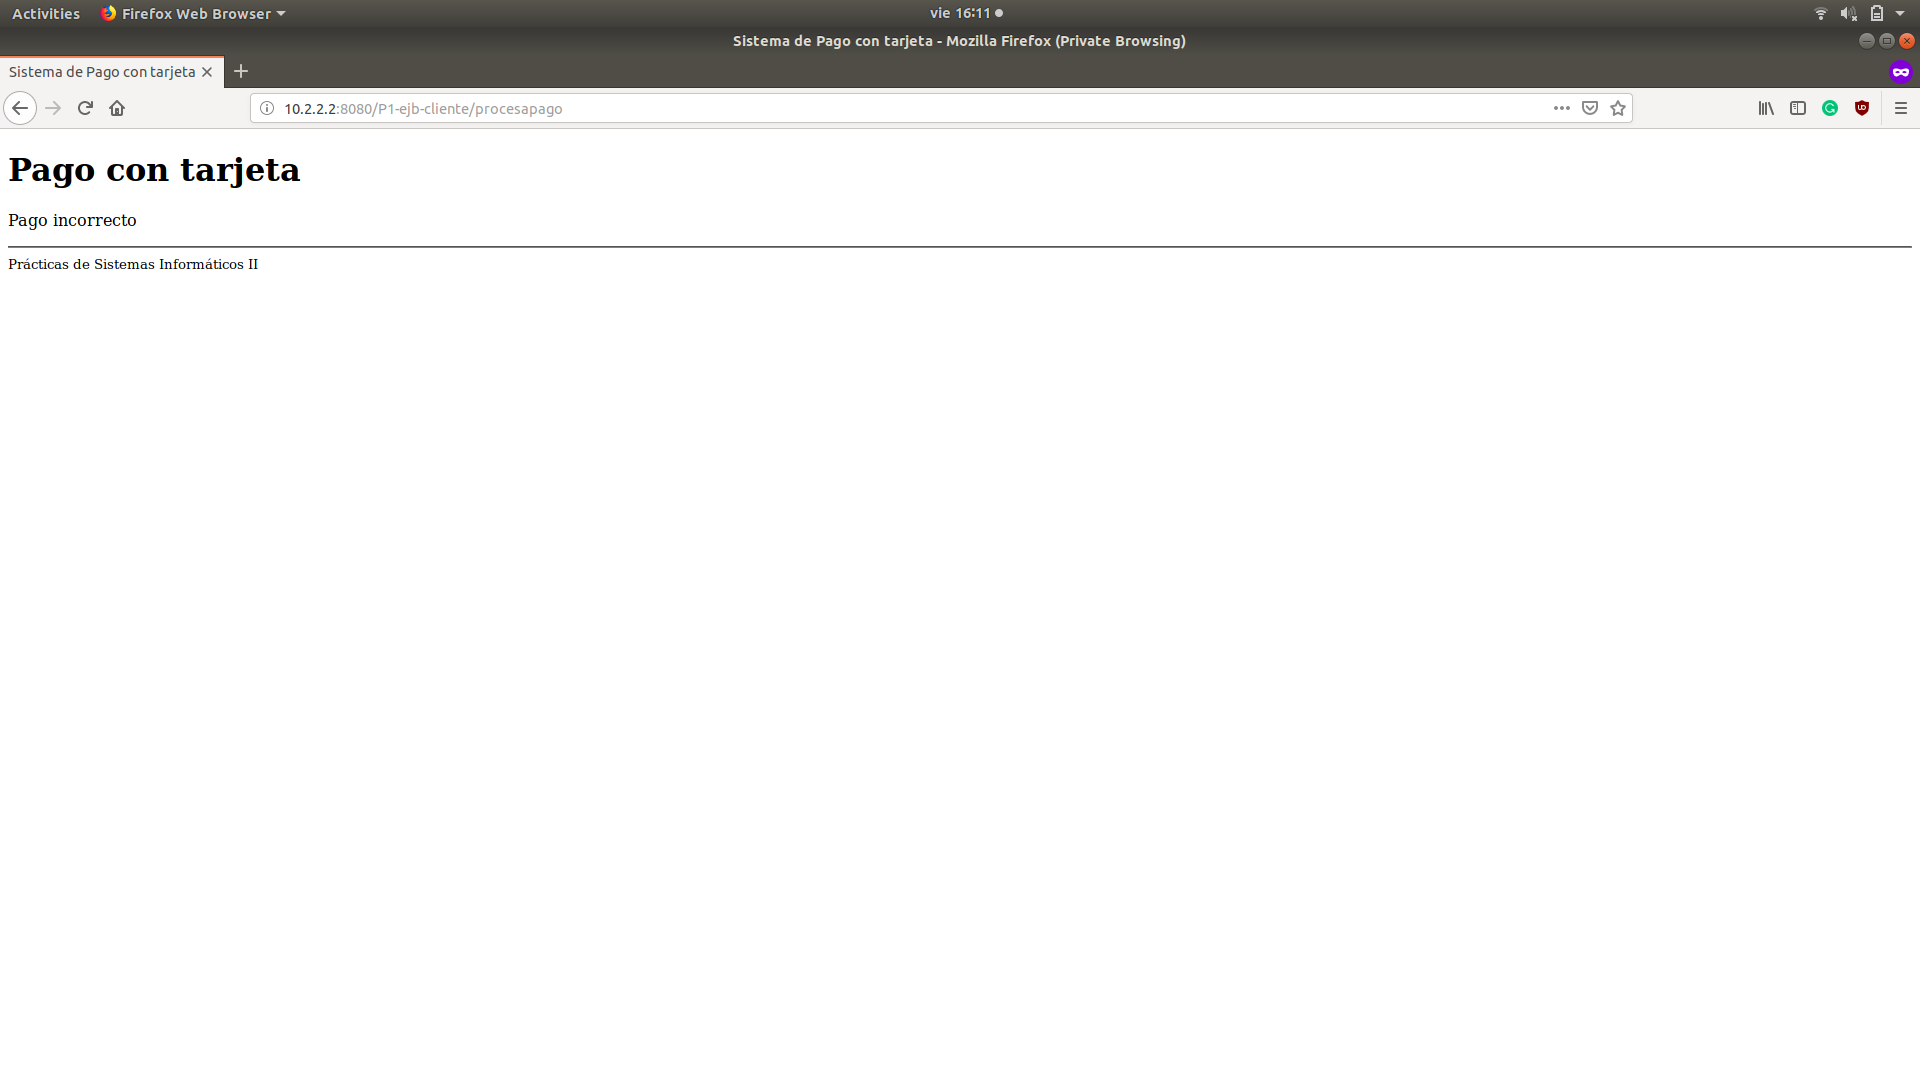 Activities Firefox Web Browser vie 16:11
Sistema de Pago con tarjeta - Mozilla Firefox (Private Browsing)
Sistema de Pago con tarjeta
10.2.2.2:8080/P1-ejb-cliente/procesapago
Pago con tarjeta
Pago incorrecto
Prácticas de Sistemas Informáticos II